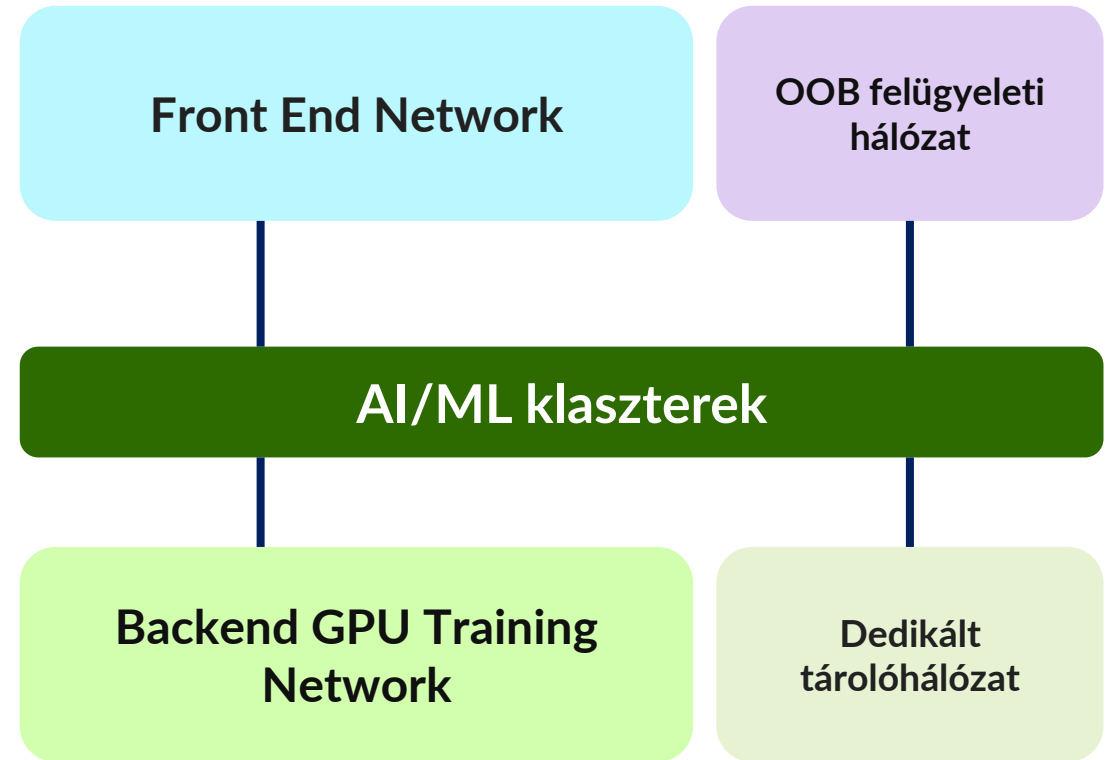 Front End Network
OOB felügyeleti
hálózat
AI/ML klaszterek
Backend GPU Training
Network
Dedikált
tárolóhálózat